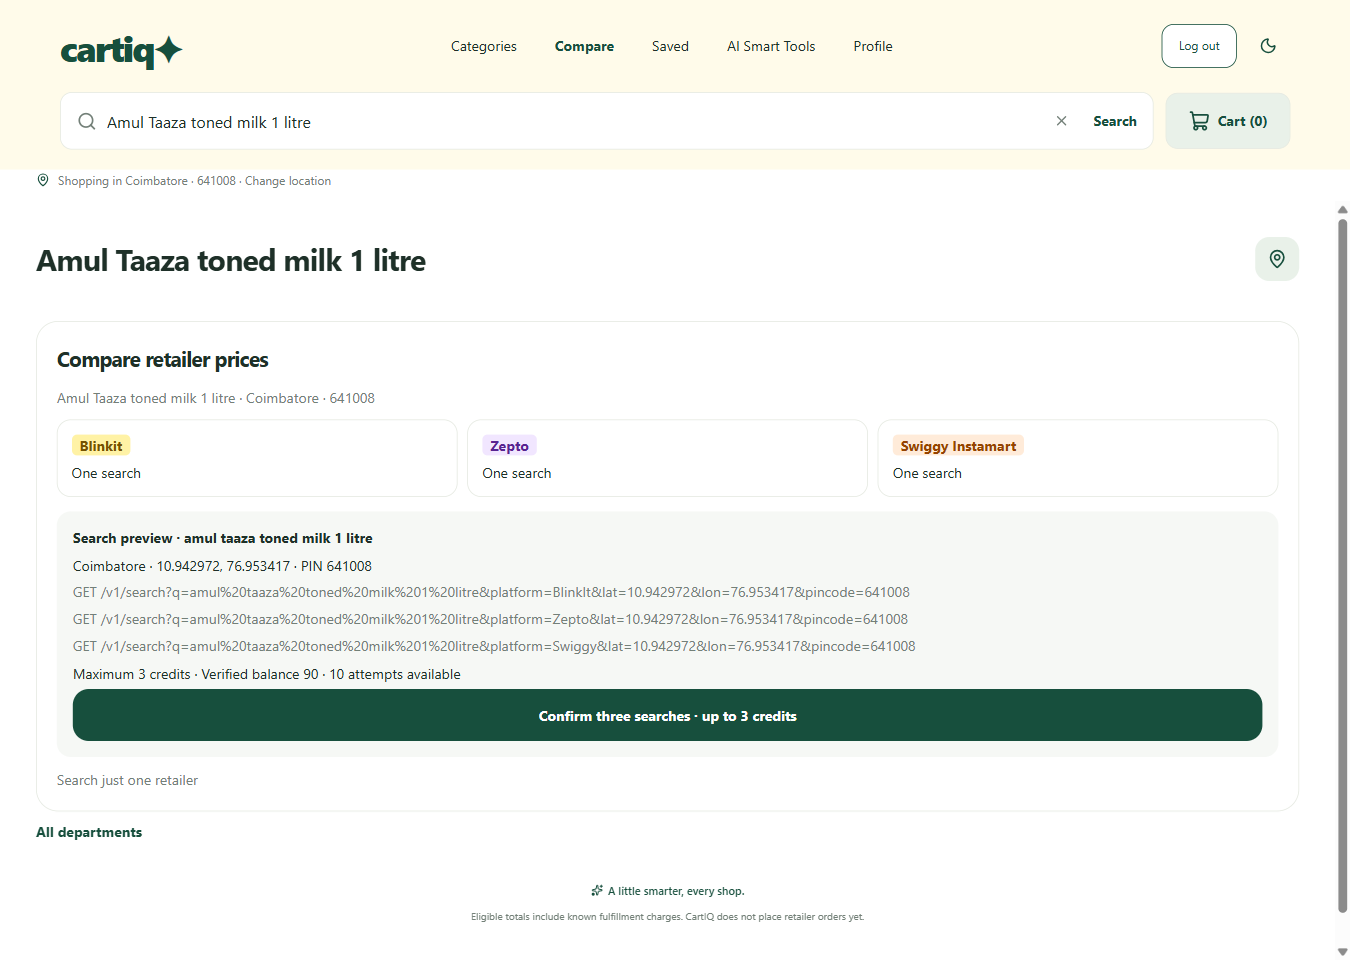 cartiq
Categories
Compare
Saved
AI Smart Tools
Profile
Log out
Amul Taaza toned milk 1 litre
Search
Cart (0)
Shopping in Coimbatore · 641008 · Change location
Amul Taaza toned milk 1 litre
Compare retailer prices
Amul Taaza toned milk 1 litre · Coimbatore · 641008
Blinkit
One search
Zepto
One search
Swiggy Instamart
One search
Search preview · amul taaza toned milk 1 litre
Coimbatore · 10.942972, 76.953417 · PIN 641008
GET /v1/search?q=amul%20taaza%20toned%20milk%201%20litre&platform=BlinkIt&lat=10.942972&lon=76.953417&pincode=641008
GET /v1/search?q=amul%20taaza%20toned%20milk%201%20litre&platform=Zepto&lat=10.942972&lon=76.953417&pincode=641008
GET /v1/search?q=amul%20taaza%20toned%20milk%201%20litre&platform=Swiggy&lat=10.942972&lon=76.953417&pincode=641008
Maximum 3 credits · Verified balance 90 · 10 attempts available
Confirm three searches · up to 3 credits
Search just one retailer
All departments
A little smarter, every shop.
Eligible totals include known fulfillment charges. CartIQ does not place retailer orders yet.